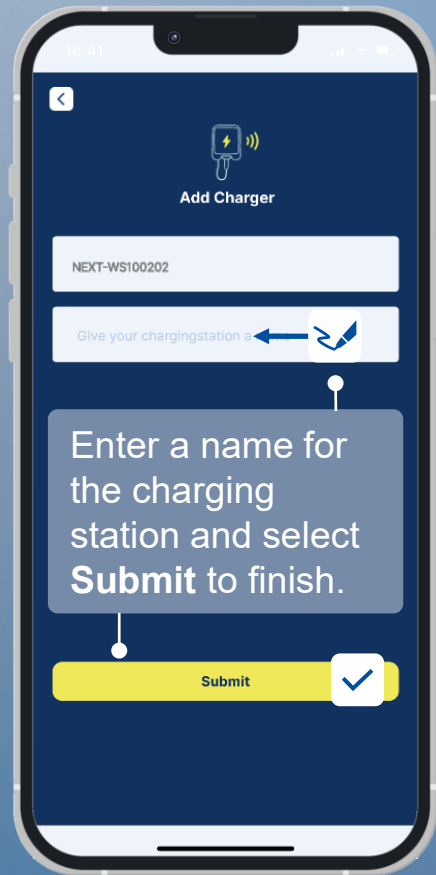 16:41
Add Charger
NEXT-WS100202
Give your chargingstation a
Enter a name for
the charging
station and select
Submit to finish.
Submit